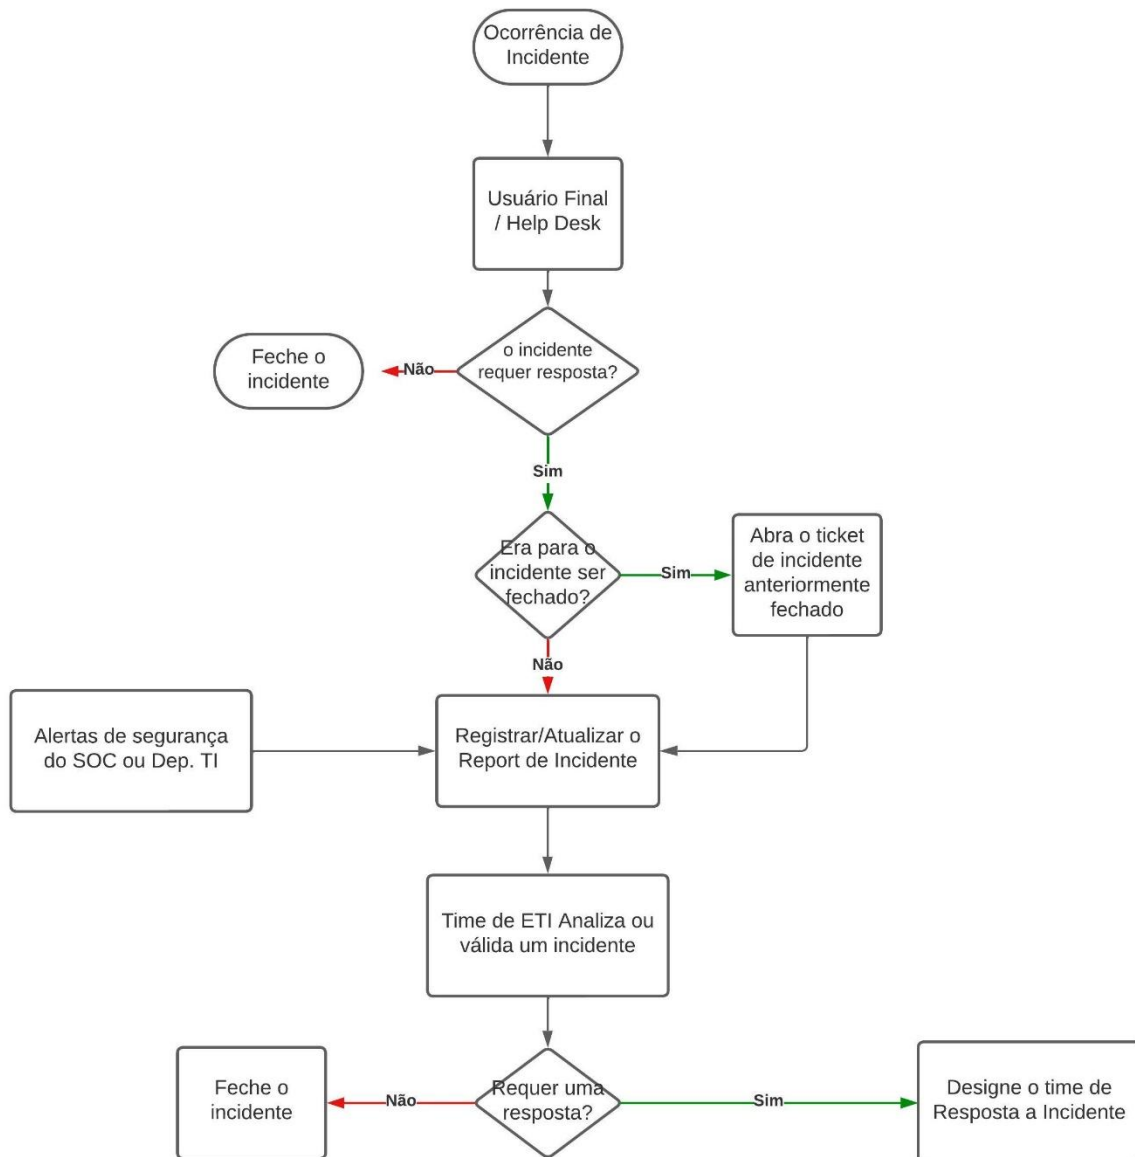 Ocorrência de
Incidente
Usuário Final
/ Help Desk
o incidente
requer resposta?
Não
Feche o
incidente
Sim
Era para o
incidente ser
fechado?
Sim
Abra o ticket
de incidente
anteriormente
fechado
Não
Alertas de segurança
do SOC ou Dep. TI
Registrar/Atualizar o
Report de Incidente
Time de ETI Analiza ou
válida um incidente
Requer uma
resposta?
Não
Feche o
incidente
Sim
Designe o time de
Resposta a Incidente